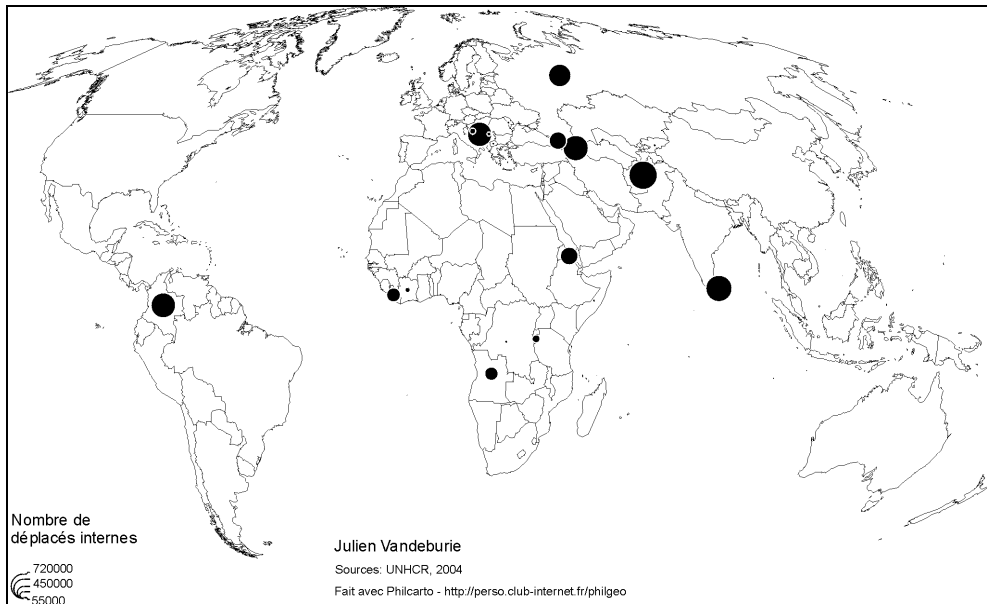 Nombre de
déplacés internes
720000
450000
55000
Julien Vandeburie
Sources: UNHCR, 2004
Fait avec Philcarto - http://perso.club-internet.fr/philgeo